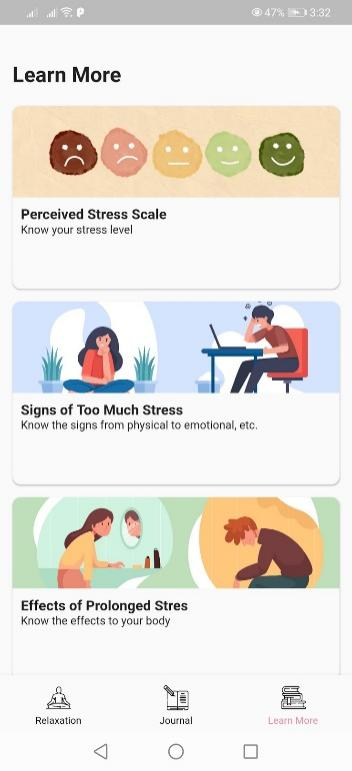 47% 3:32
Learn More
Perceived Stress Scale
Know your stress level
Signs of Too Much Stress
Know the signs from physical to emotional, etc.
Effects of Prolonged Stres
Know the effects to your body
Relaxation Journal Learn More